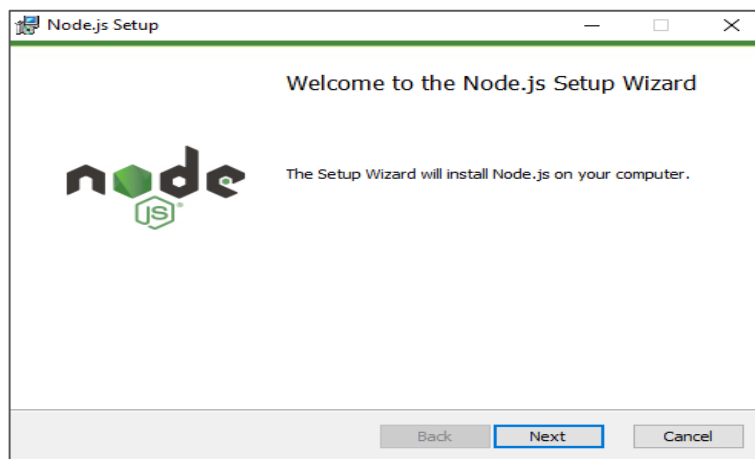 Node.js Setup
Welcome to the Node.js Setup Wizard
node
JS
The Setup Wizard will install Node.js on your computer.
Back Next Cancel